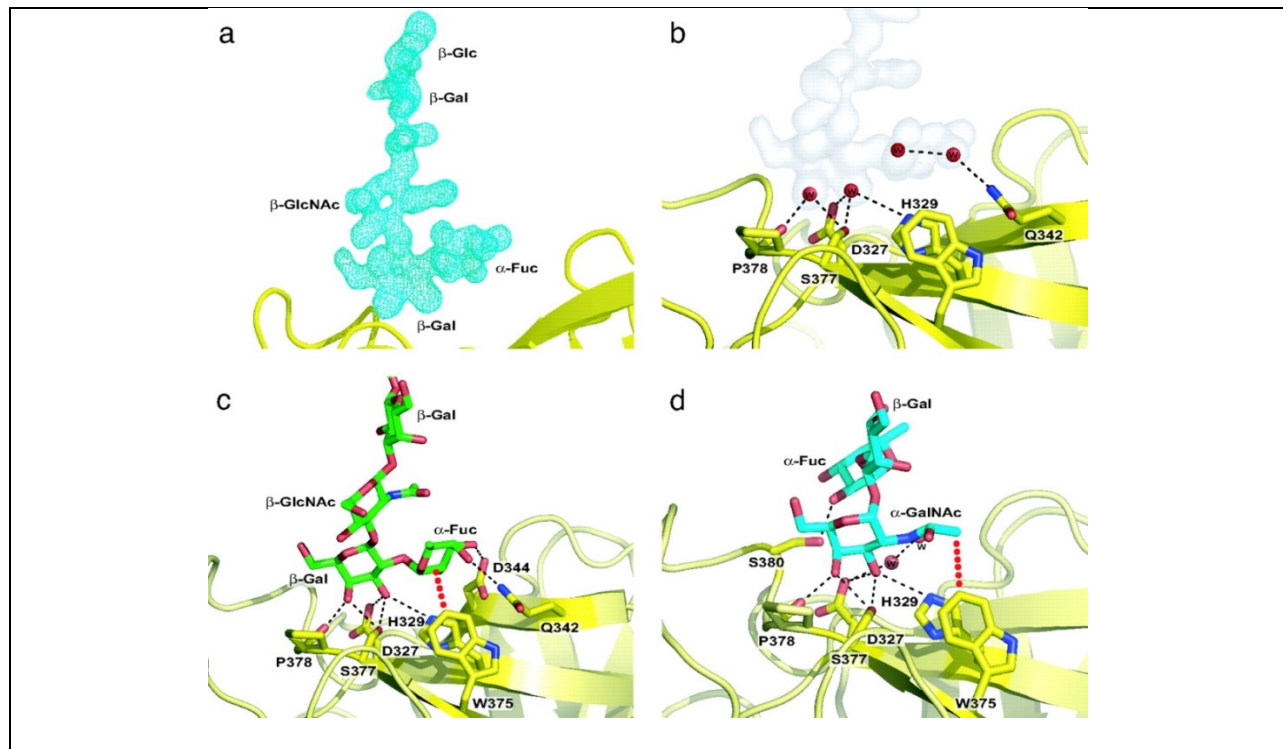 a
β-Glc
β-Gal
β-GlcNAc
α-Fuc
β-Gal
b
W
W
W
W
H329
D327
Q342
P378
S377
c
β-Gal
β-GlcNAc
α-Fuc
β-Gal
D344
H329
Q342
P378
D327
S377
W375
d
β-Gal
α-Fuc
α-GalNAc
W
W
S380
H329
P378
D327
S377
W375